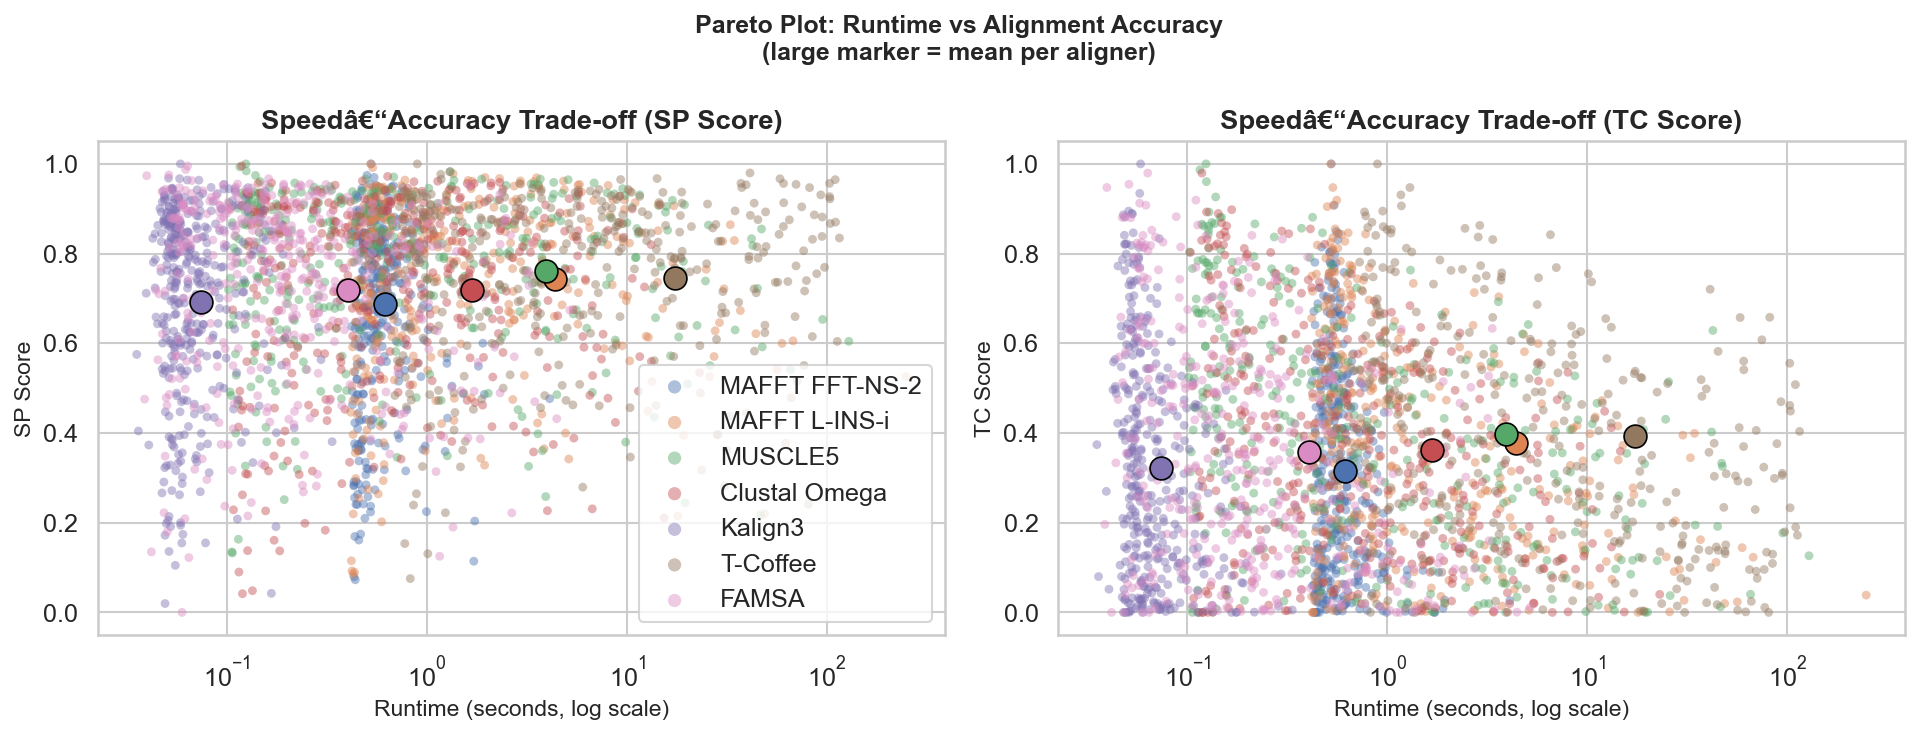 Pareto Plot: Runtime vs Alignment Accuracy
(large marker = mean per aligner)
Speedâ€“Accuracy Trade-off (SP Score)
SP Score
1.0
0.8
0.6
0.4
0.2
0.0
MAFFT FFT-NS-2
MAFFT L-INS-i
MUSCLE5
Clustal Omega
Kalign3
T-Coffee
FAMSA
10⁻¹ 10⁰ 10¹ 10²
Runtime (seconds, log scale)
Speedâ€“Accuracy Trade-off (TC Score)
TC Score
1.0
0.8
0.6
0.4
0.2
0.0
10⁻¹ 10⁰ 10¹ 10²
Runtime (seconds, log scale)